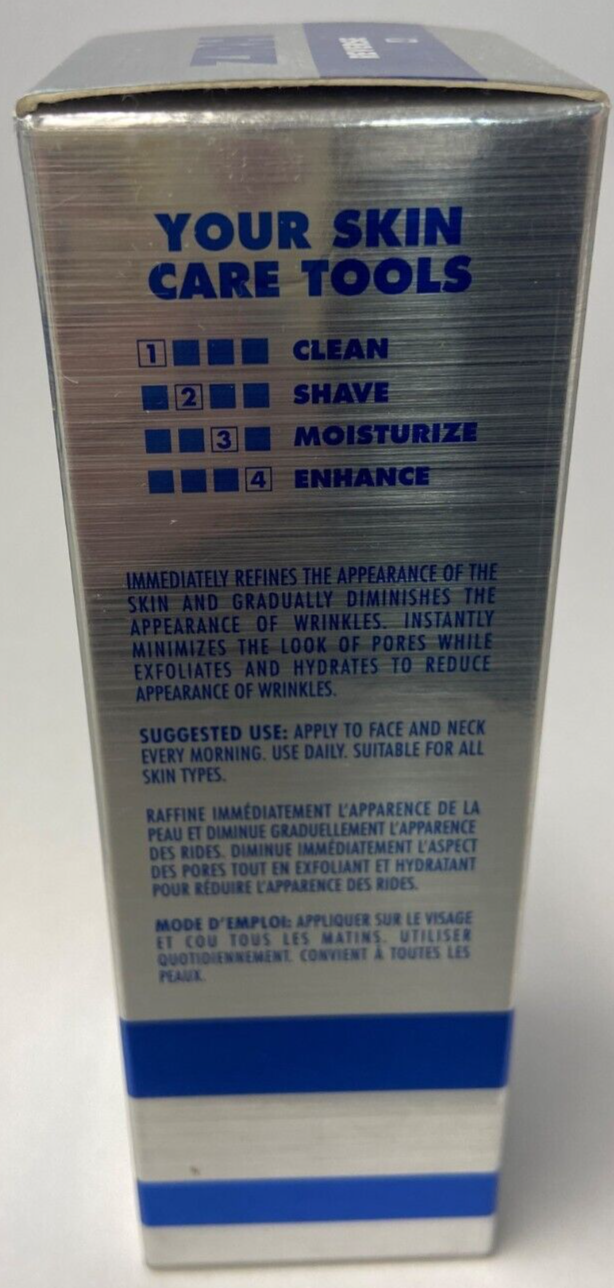 ZIRH
REVERSE
YOUR SKIN
CARE TOOLS
1 CLEAN
2 SHAVE
3 MOISTURIZE
4 ENHANCE
IMMEDIATELY REFINES THE APPEARANCE OF THE
SKIN AND GRADUALLY DIMINISHES THE
APPEARANCE OF WRINKLES. INSTANTLY
MINIMIZES THE LOOK OF PORES WHILE
EXFOLIATES AND HYDRATES TO REDUCE
APPEARANCE OF WRINKLES.
SUGGESTED USE: APPLY TO FACE AND NECK
EVERY MORNING. USE DAILY. SUITABLE FOR ALL
SKIN TYPES.
RAFFINE IMMÉDIATEMENT L'APPARENCE DE LA
PEAU ET DIMINUE GRADUELLEMENT L'APPARENCE
DES RIDES. DIMINUE IMMÉDIATEMENT L'ASPECT
DES PORES TOUT EN EXFOLIANT ET HYDRATANT
POUR RÉDUIRE L'APPARENCE DES RIDES.
MODE D'EMPLOI: APPLIQUER SUR LE VISAGE
ET COU TOUS LES MATINS. UTILISER
QUOTIDIENNEMENT. CONVIENT À TOUTES LES
PEAUX.